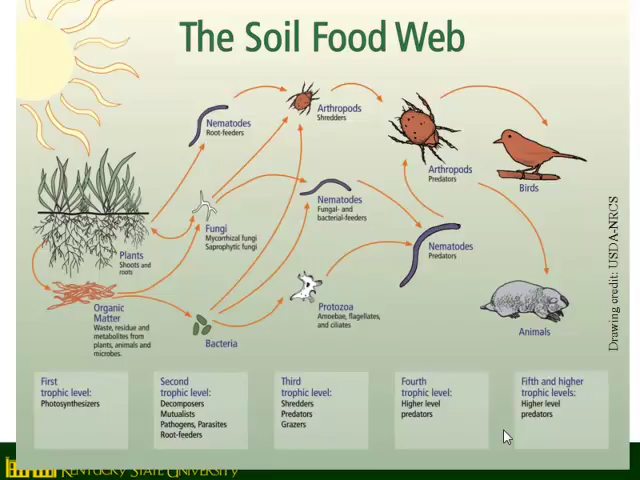 The Soil Food Web
Nematodes
Root-feeders
Arthropods
Shredders
Arthropods
Predators
Birds
Plants
Shoots and
roots
Fungi
Mycorrhizal fungi
Saprophytic fungi
Nematodes
Fungal- and
bacterial-feeders
Nematodes
Predators
Organic
Matter
Waste, residue and
metabolites from
plants, animals and
microbes.
Bacteria
Protozoa
Amoebae, flagellates,
and ciliates
Animals
Drawing credit: USDA-NRCS
First
trophic level:
Photosynthesizers
Second
trophic level:
Decomposers
Mutualists
Pathogens, Parasites
Root-feeders
Third
trophic level:
Shredders
Predators
Grazers
Fourth
trophic level:
Higher level
predators
Fifth and higher
trophic levels:
Higher level
predators
KENTUCKY STATE UNIVERSITY